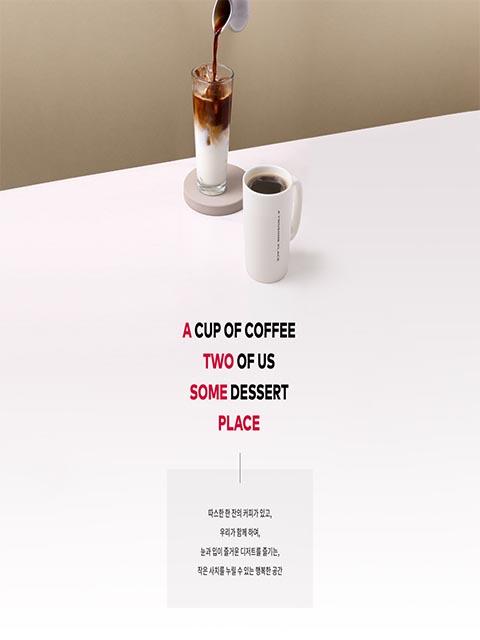 A TWOSOME PLACE
A CUP OF COFFEE
TWO OF US
SOME DESSERT
PLACE
따스한 한 잔의 커피가 있고,
우리가 함께 하여,
눈과 입이 즐거운 디저트를 즐기는,
작은 사치를 누릴 수 있는 행복한 공간